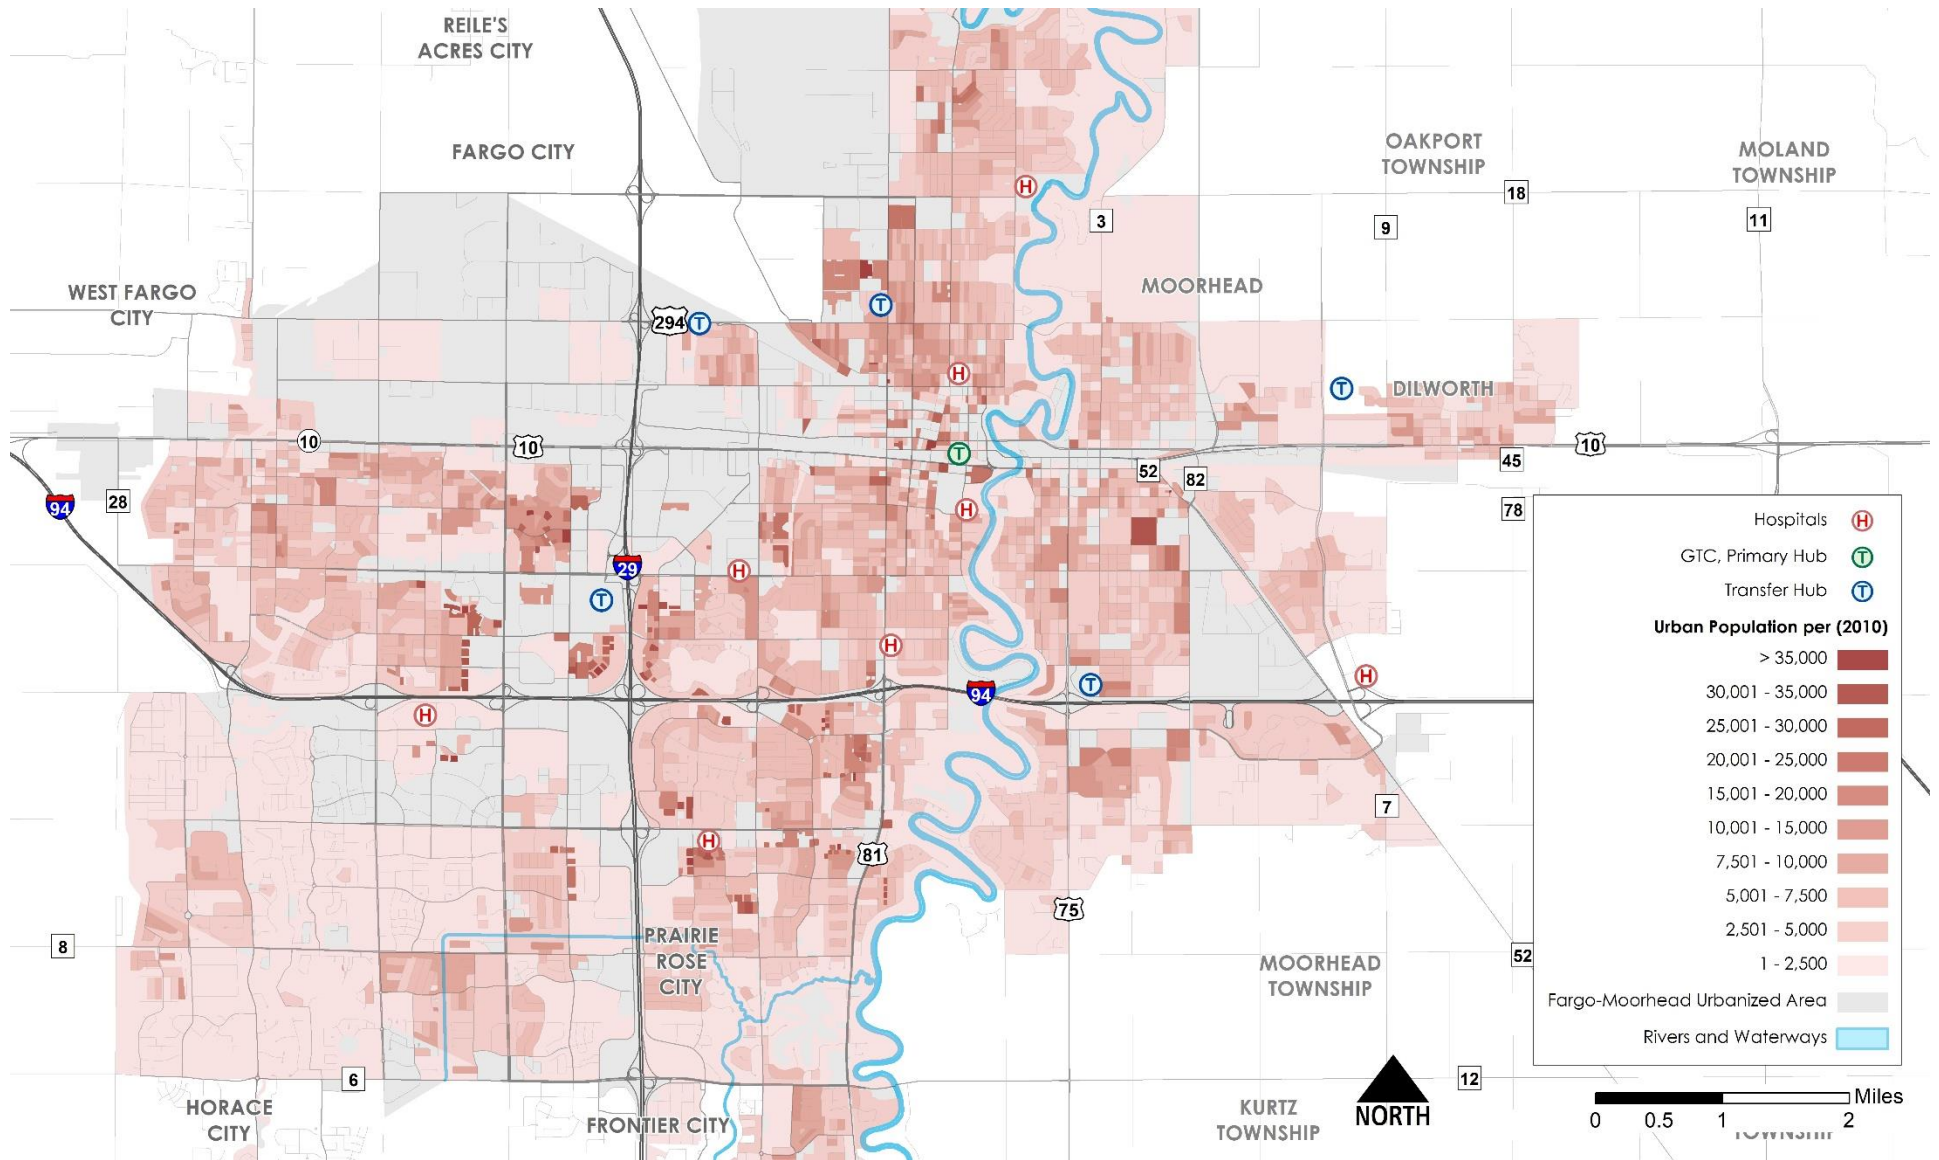 REILE'S
ACRES CITY
FARGO CITY
OAKPORT
TOWNSHIP
MOLAND
TOWNSHIP
18
H
3
9
11
WEST FARGO
CITY
MOORHEAD
T
294
T
H
T
DILWORTH
10
10
10
T
45
52
82
94
28
78
H
29
H
T
H
94
T
H
H
7
H
81
75
8
PRAIRIE
ROSE
CITY
52
MOORHEAD
TOWNSHIP
6
12
HORACE
CITY
FRONTIER CITY
KURTZ
TOWNSHIP
NORTH
Hospitals H
GTC, Primary Hub T
Transfer Hub T
Urban Population per (2010)
> 35,000
30,001 - 35,000
25,001 - 30,000
20,001 - 25,000
15,001 - 20,000
10,001 - 15,000
7,501 - 10,000
5,001 - 7,500
2,501 - 5,000
1 - 2,500
Fargo-Moorhead Urbanized Area
Rivers and Waterways
Miles
0 0.5 1 2
TOWNSHIP